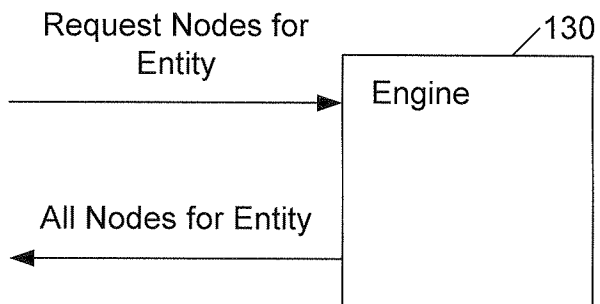 Request Nodes for
Entity
130
Engine
All Nodes for Entity